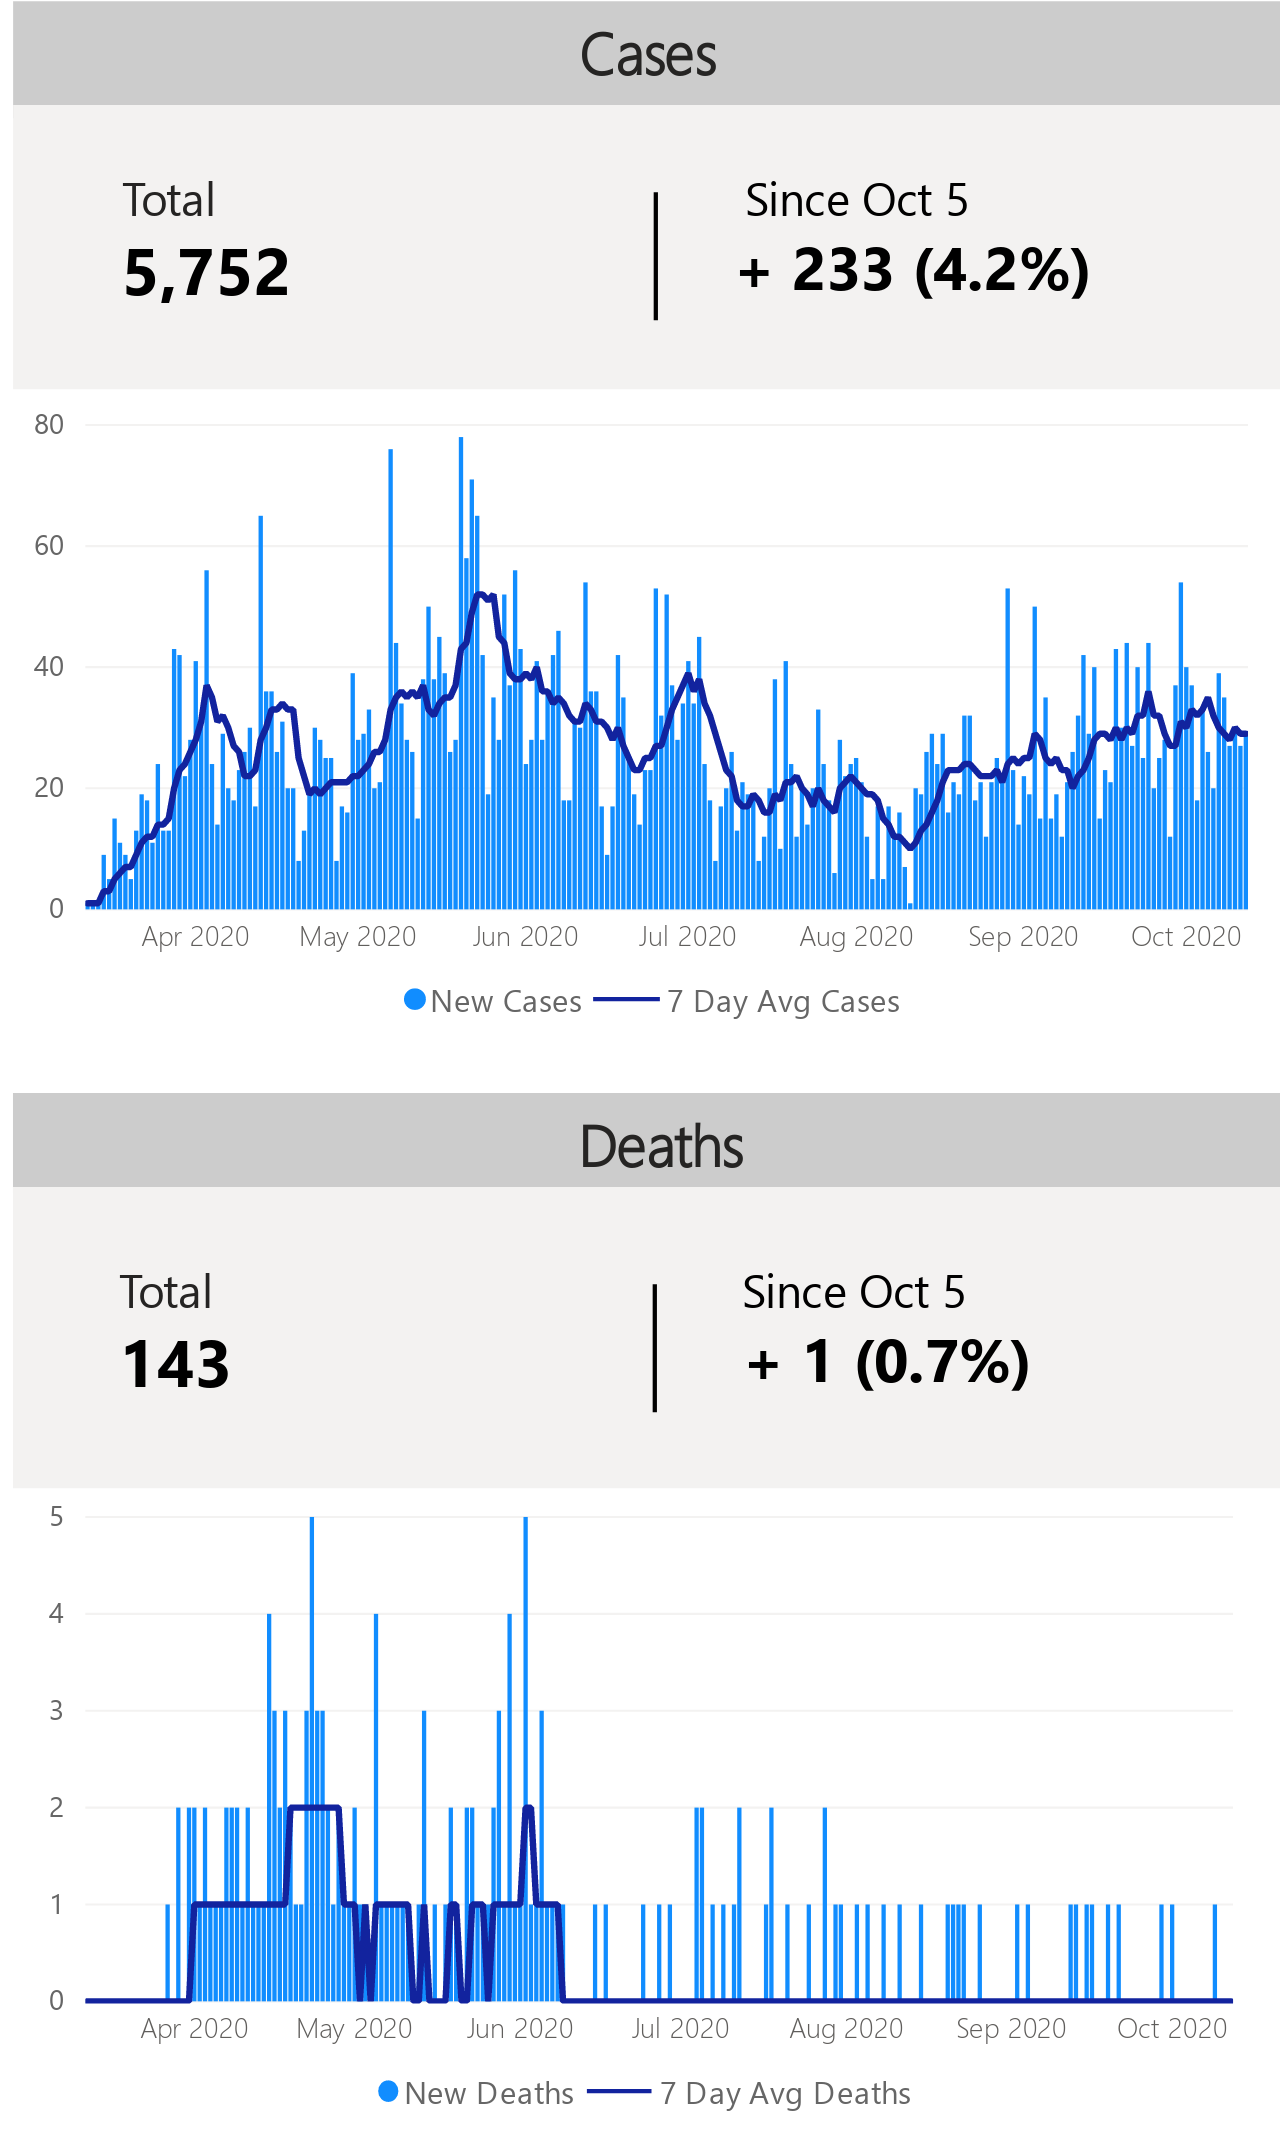 Cases
Total
Since Oct 5
5,752
+ 233 (4.2%)
80
60
40
20
0
Apr 2020 May 2020 Jun 2020 Jul 2020 Aug 2020 Sep 2020 Oct 2020
New Cases 7 Day Avg Cases
Deaths
Total
Since Oct 5
143
+ 1 (0.7%)
5
4
3
2
1
0
Apr 2020 May 2020 Jun 2020 Jul 2020 Aug 2020 Sep 2020 Oct 2020
New Deaths 7 Day Avg Deaths